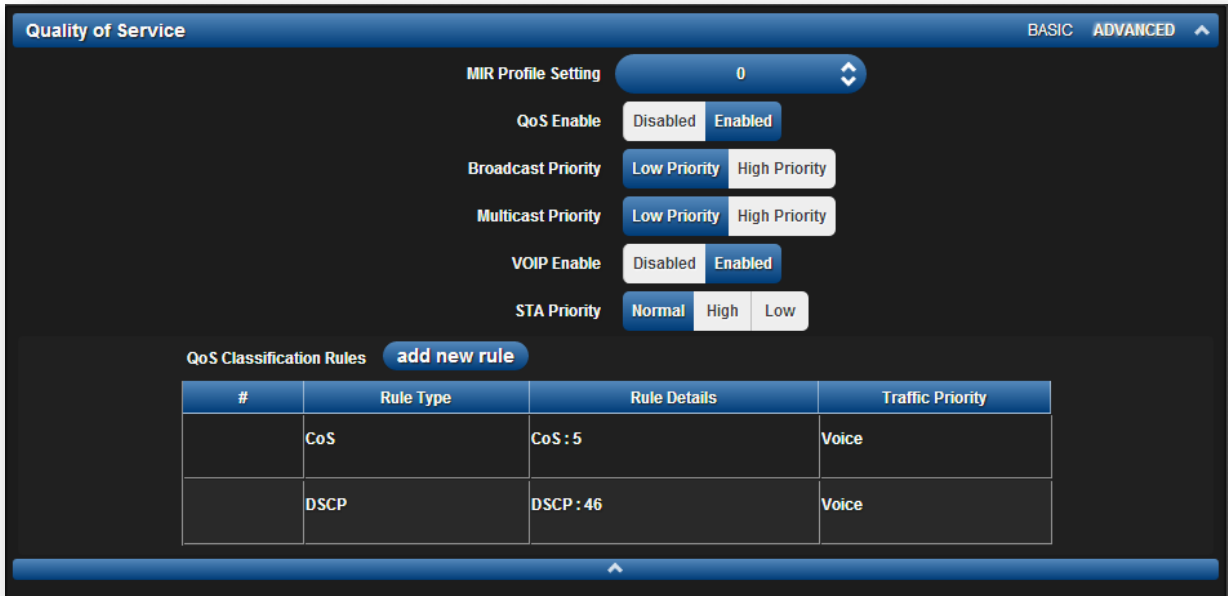 Quality of Service BASIC ADVANCED
MIR Profile Setting 0
QoS Enable Disabled Enabled
Broadcast Priority Low Priority High Priority
Multicast Priority Low Priority High Priority
VOIP Enable Disabled Enabled
STA Priority Normal High Low
QoS Classification Rules add new rule
# Rule Type Rule Details Traffic Priority
CoS CoS : 5 Voice
DSCP DSCP : 46 Voice